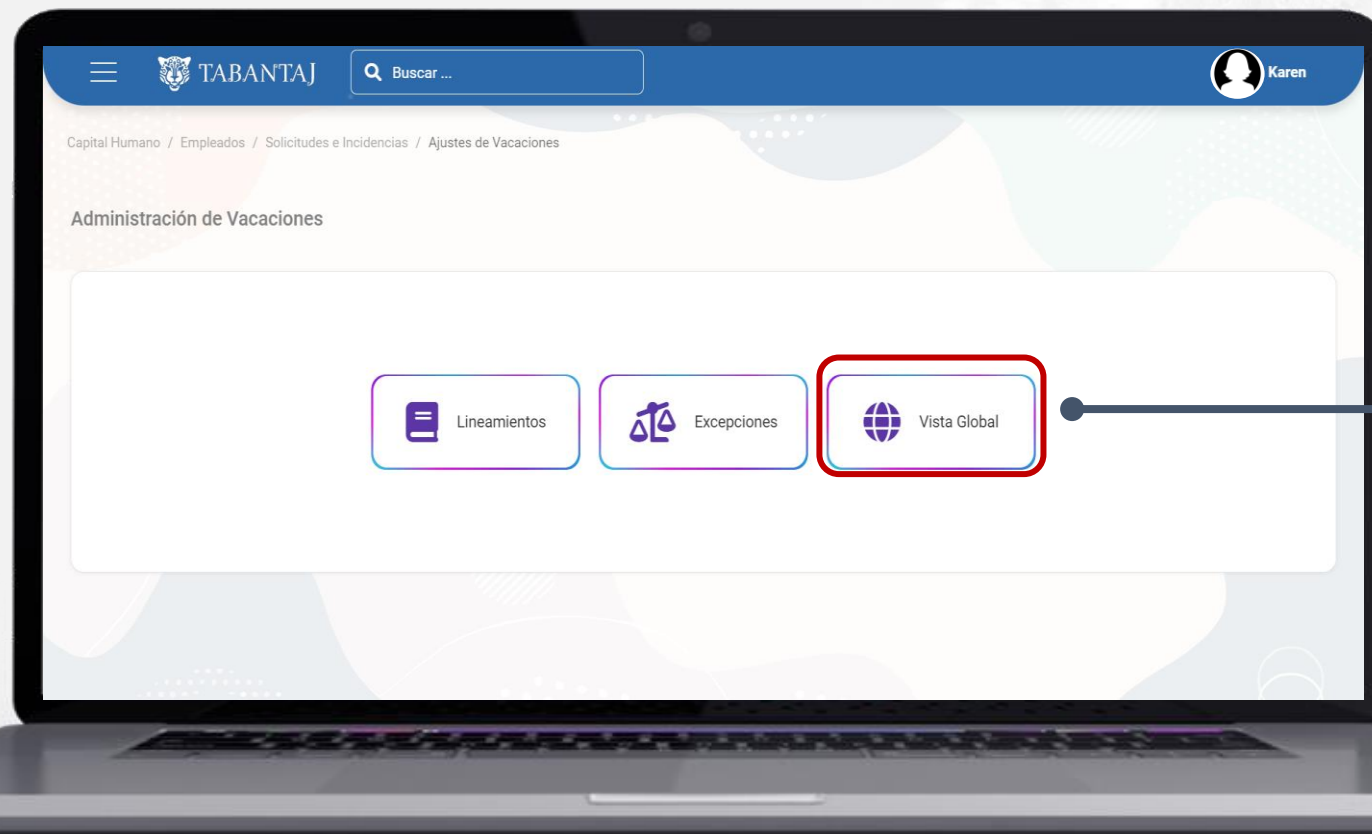 TABANTAJ
Buscar ...
Karen
Capital Humano / Empleados / Solicitudes e Incidencias / Ajustes de Vacaciones
Administración de Vacaciones
Lineamientos
Excepciones
Vista Global